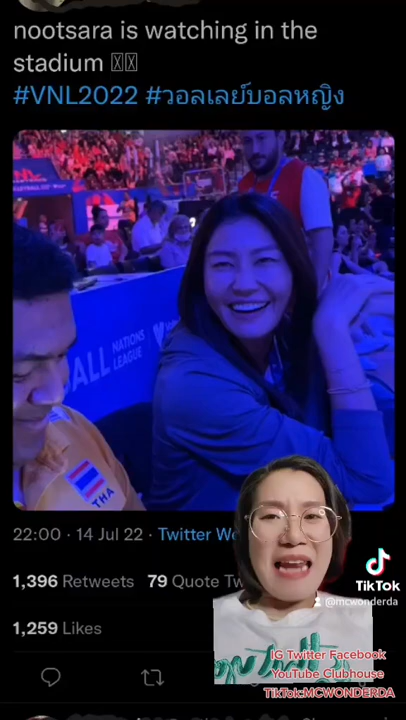 nootsara is watching in the
stadium
#VNL2022 #วอลเลย์บอลหญิง
NATIONS
LEAGUE
THA
22:00 · 14 Jul 22 · Twitter
1,396 Retweets 79 Quote
1,259 Likes
TikTok
@mcwonderda
IG Twitter Facebook
YouTube Clubhouse
TikTok:MCWONDERDA